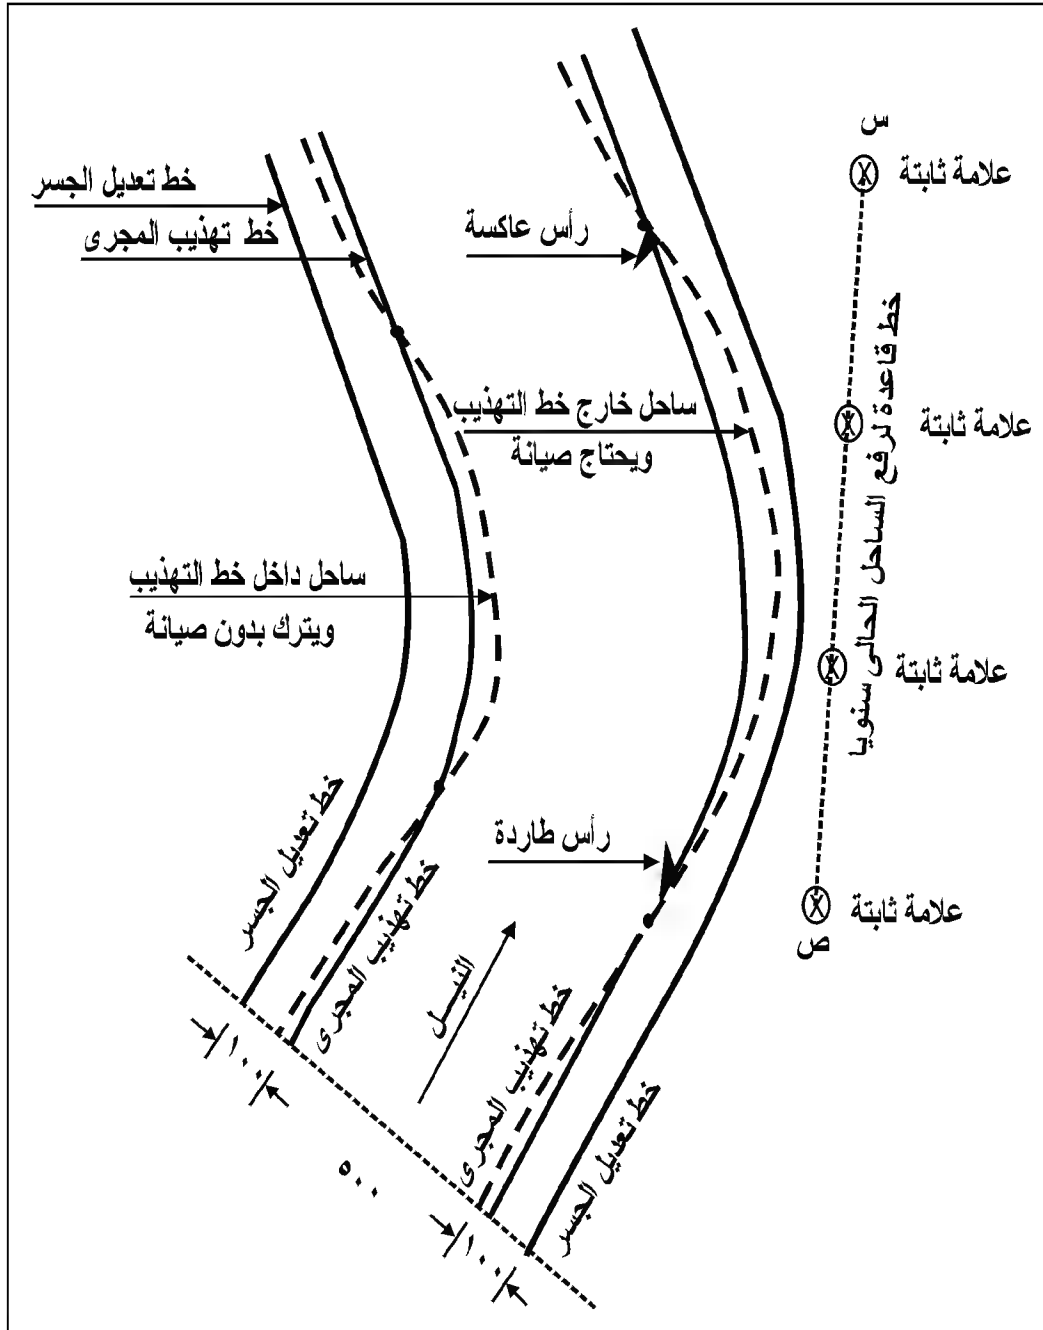 س
علامة ثابتة
خط تعديل الجسر
خط تهذيب المجرى
رأس عاكسة
خط قاعدة لرفع الساحل الحالى سنويا
ساحل خارج خط التهذيب
ويحتاج صيانة
علامة ثابتة
ساحل داخل خط التهذيب
ويترك بدون صيانة
علامة ثابتة
رأس طاردة
علامة ثابتة
ص
خط تعديل الجسر
خط تهذيب المجرى
النيـــل
خط تهذيب المجرى
خط تعديل الجسر
١٠٠
٥٠٠
١٠٠